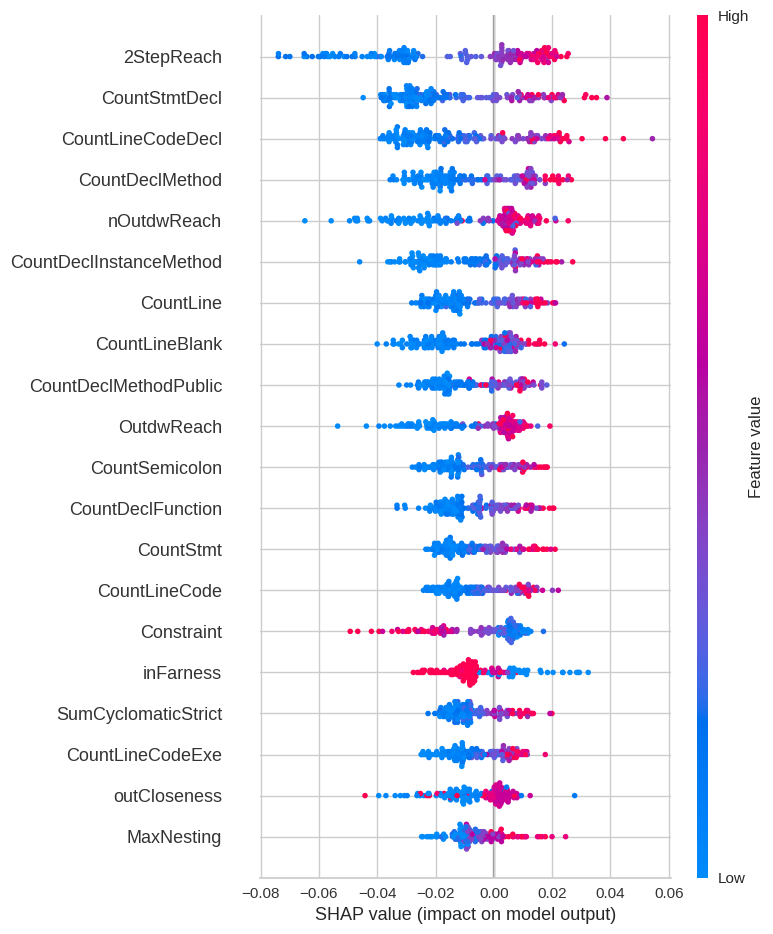 High
2StepReach
CountStmtDecl
CountLineCodeDecl
CountDeclMethod
nOutdwReach
CountDeclInstanceMethod
CountLine
CountLineBlank
CountDeclMethodPublic
OutdwReach
CountSemicolon
CountDeclFunction
CountStmt
CountLineCode
Constraint
inFarness
SumCyclomaticStrict
CountLineCodeExe
outCloseness
MaxNesting
Feature value
Low
−0.08 −0.06 −0.04 −0.02 0.00 0.02 0.04 0.06
SHAP value (impact on model output)